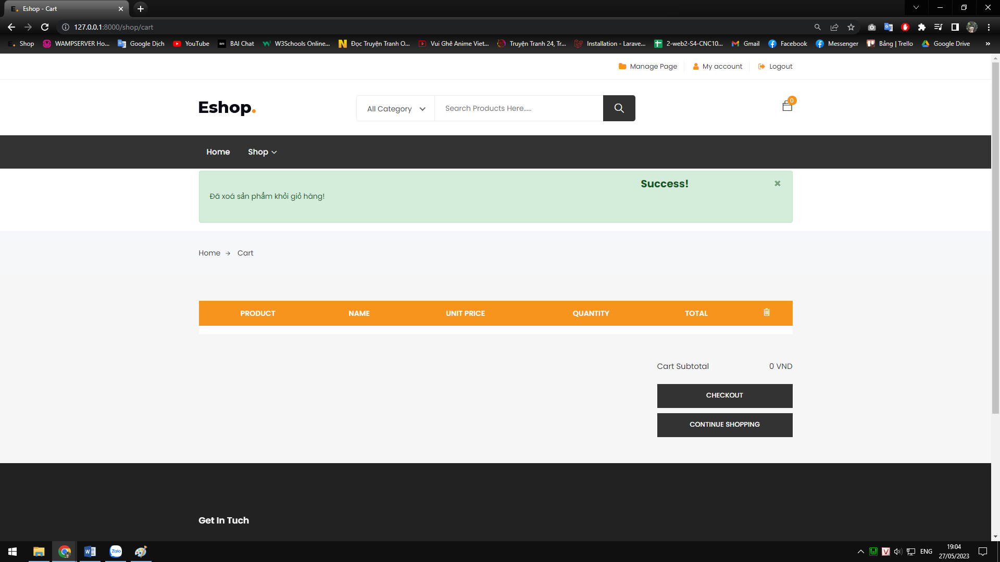 E. Eshop - Cart
127.0.0.1:8000/shop/cart
E. Shop WAMPSERVER Ho... Google Dịch YouTube BAI Chat W3Schools Online... Đọc Truyện Tranh O... Vui Ghê Anime Viet... Truyện Tranh 24, Tr... Installation - Larave... 2-web2-S4-CNC10... Gmail Facebook Messenger Bảng | Trello Google Drive »
Manage Page My account Logout
Eshop. All Category Search Products Here..... 0
Home Shop
Success!
Đã xoá sản phẩm khỏi giỏ hàng!
Home Cart
PRODUCT NAME UNIT PRICE QUANTITY TOTAL
Cart Subtotal 0 VND
CHECKOUT
CONTINUE SHOPPING
Get In Tuch
Zalo ENG 19:04
27/05/2023